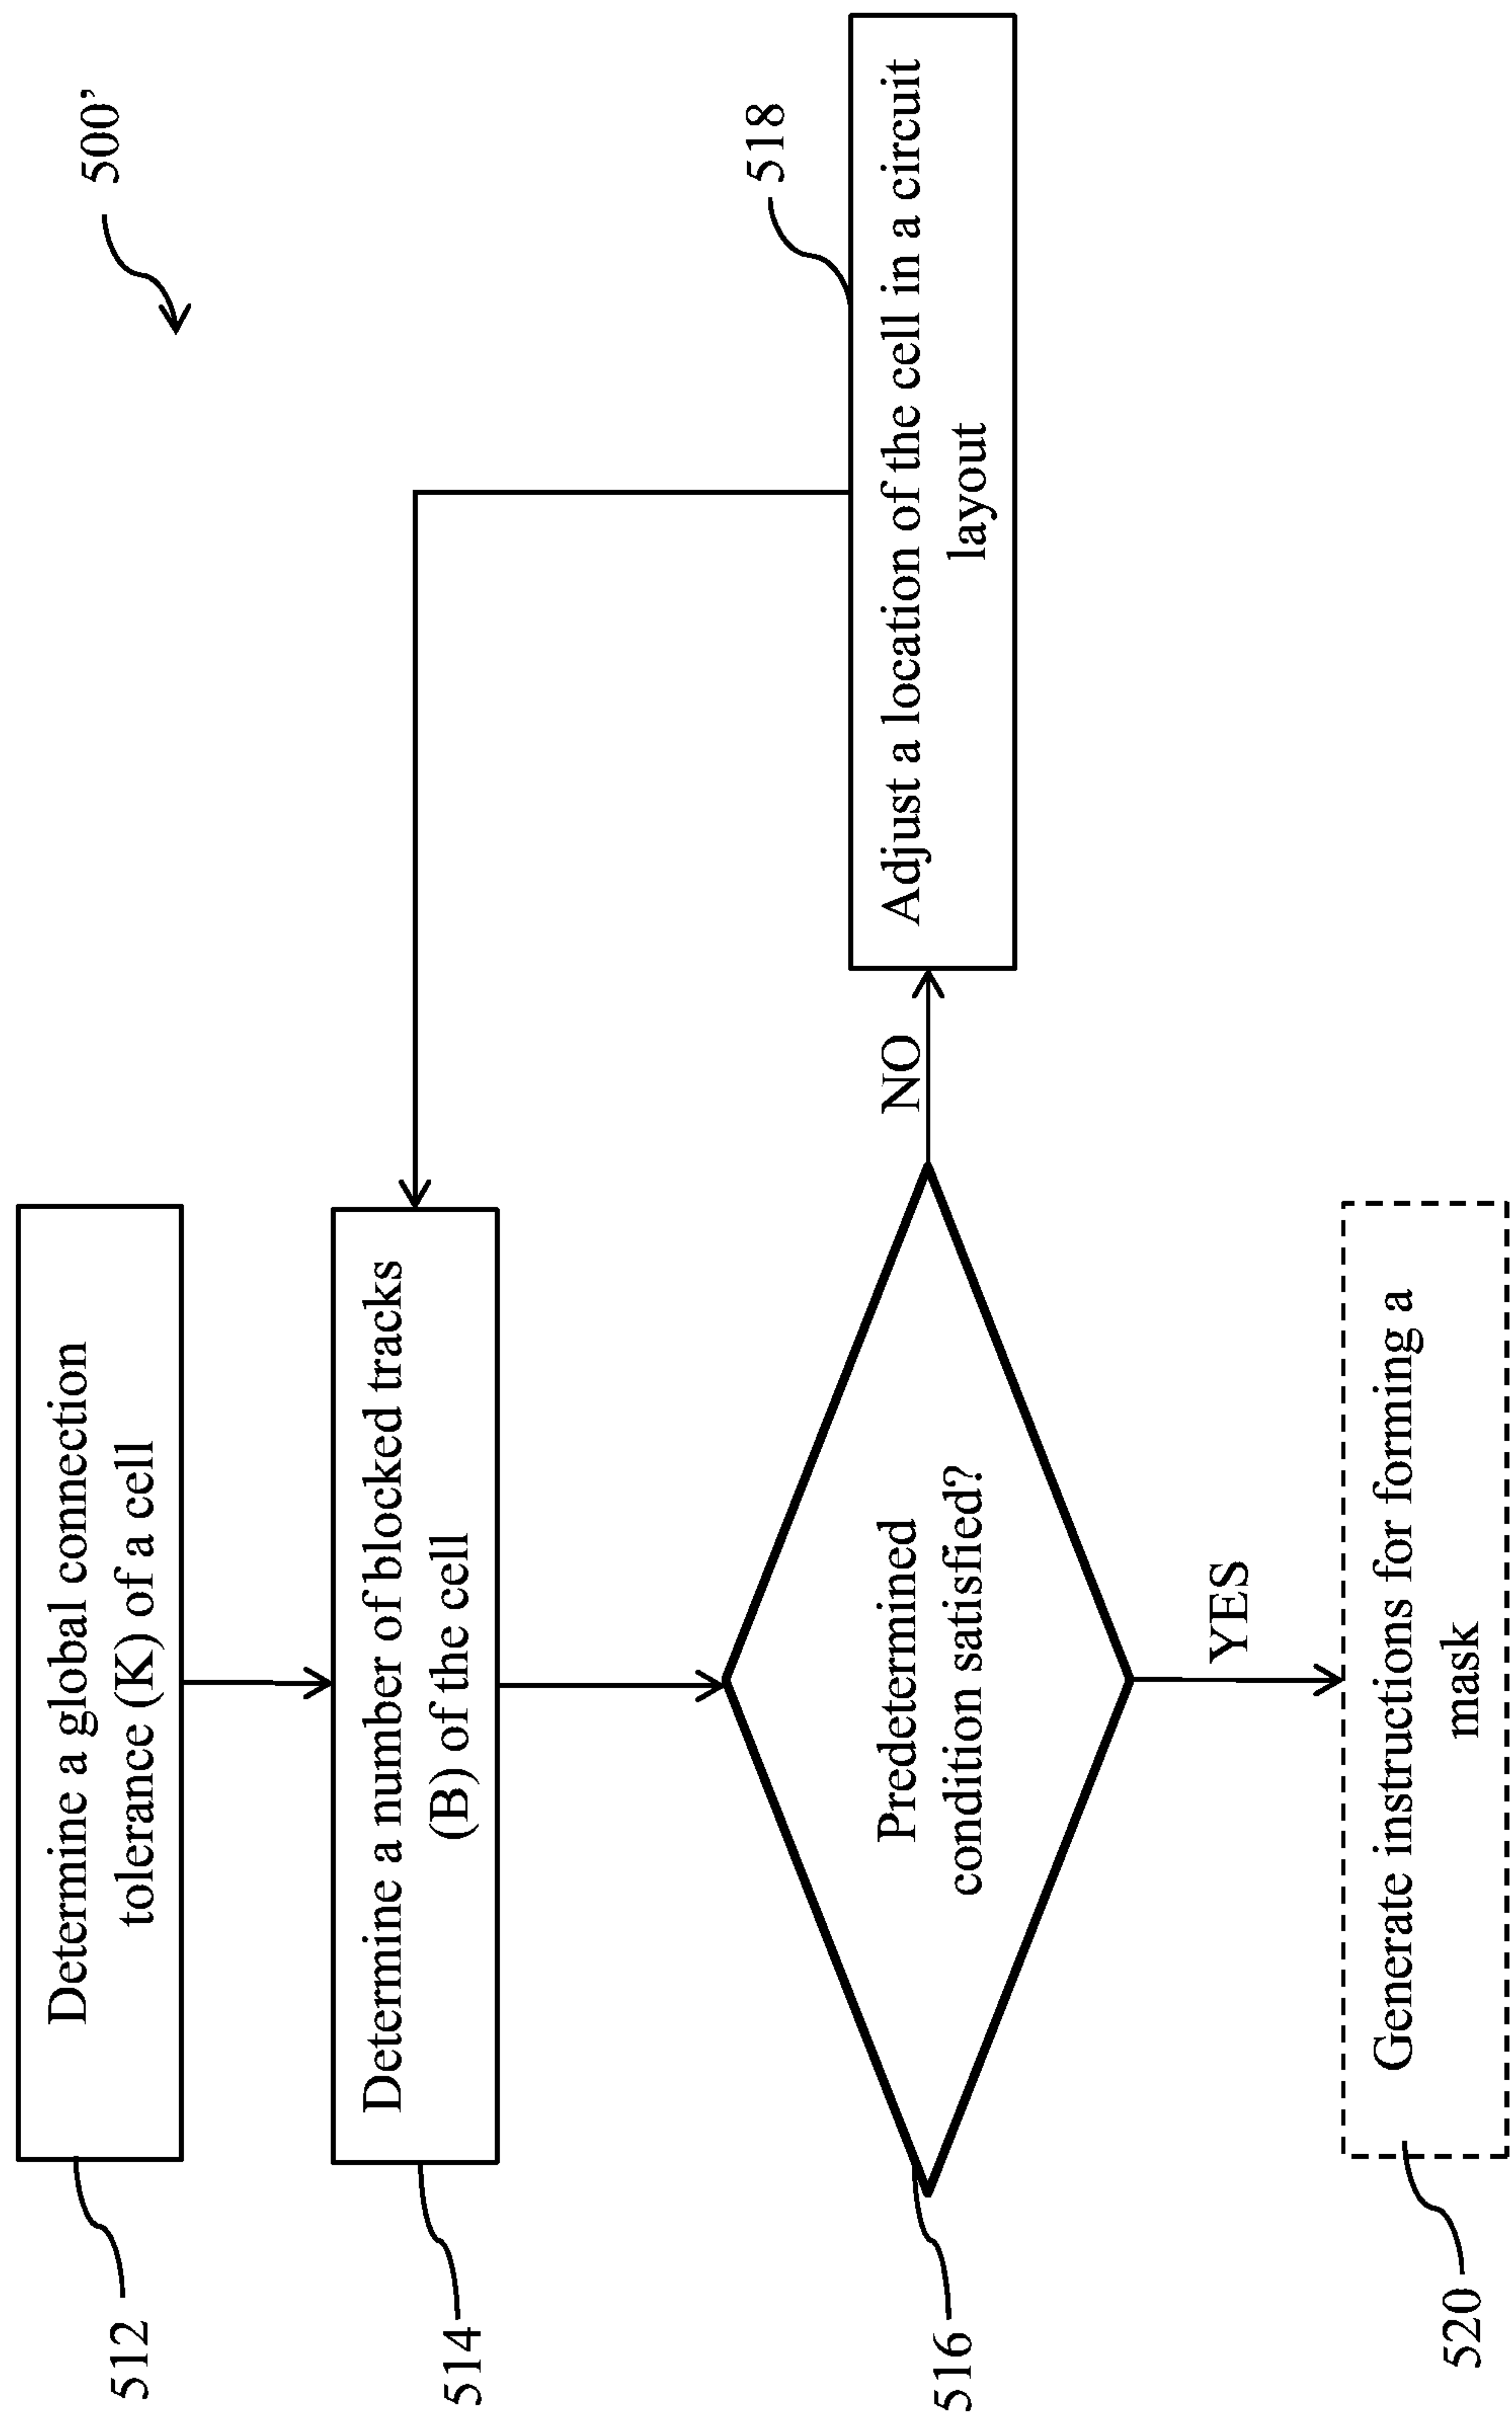 500’
512
Determine a global connection
tolerance (K) of a cell
514
Determine a number of blocked tracks
(B) of the cell
516
Predetermined
condition satisfied?
NO
518
Adjust a location of the cell in a circuit
layout
YES
520
Generate instructions for forming a
mask